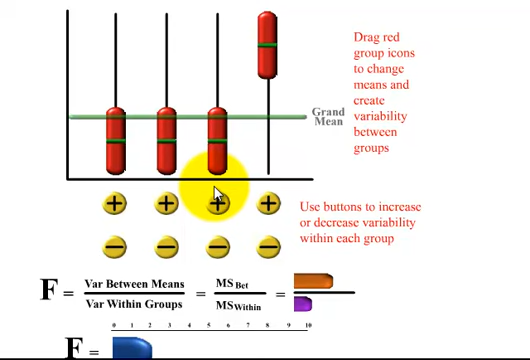 Drag red
group icons
to change
means and
create
variability
between
groups
Grand
Mean
+ + + +
Use buttons to increase
or decrease variability
within each group
− − − −
F = Var Between Means / Var Within Groups = MS Bet / MS Within =
0 1 2 3 4 5 6 7 8 9 10
F =